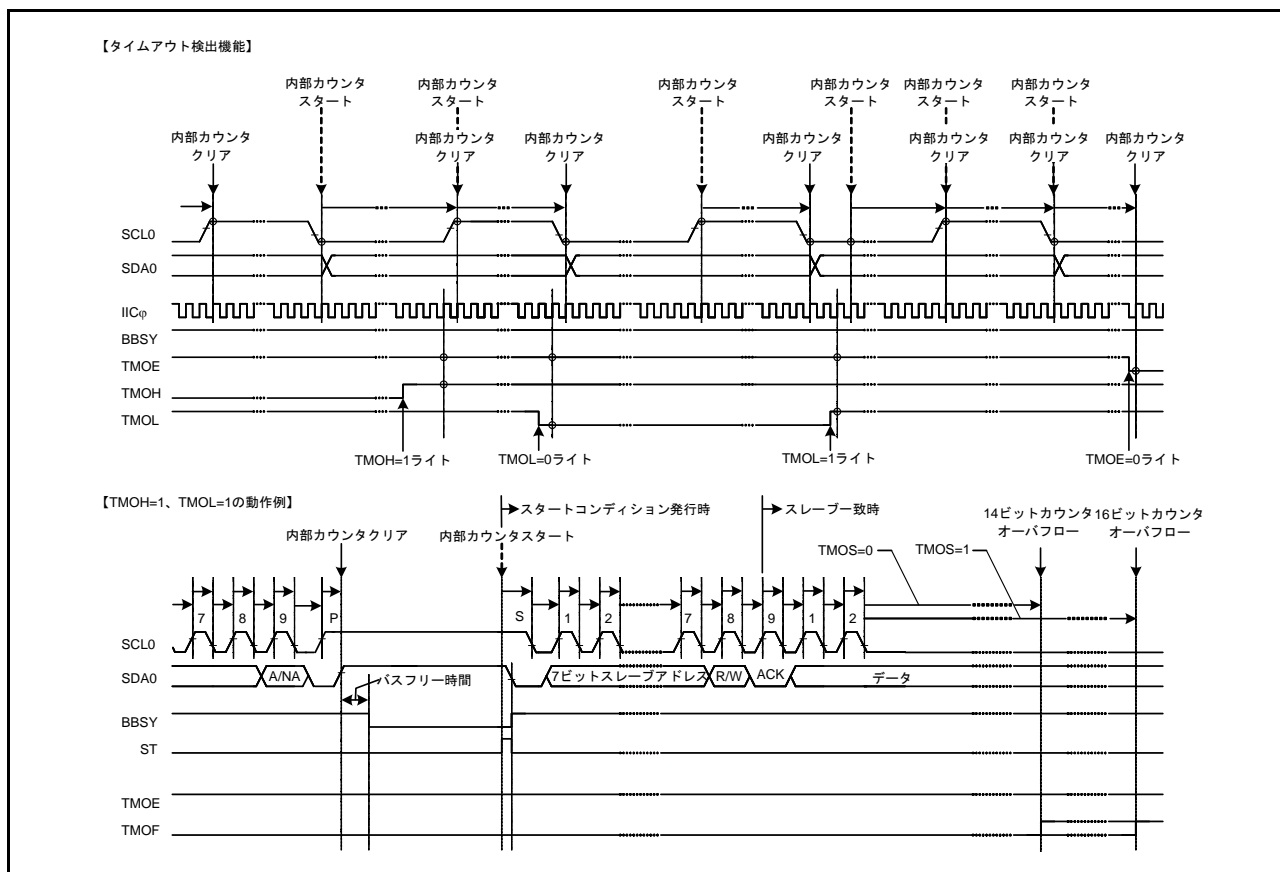 【タイムアウト検出機能】
内部カウンタ
スタート
内部カウンタ
スタート
内部カウンタ
スタート
内部カウンタ
スタート
内部カウンタ
スタート
内部カウンタ
スタート
内部カウンタ
クリア
内部カウンタ
クリア
内部カウンタ
クリア
内部カウンタ
クリア
内部カウンタ
クリア
内部カウンタ
クリア
内部カウンタ
クリア
SCL0
SDA0
IICφ
BBSY
TMOE
TMOH
TMOL
TMOH=1ライト
TMOL=0ライト
TMOL=1ライト
TMOE=0ライト
【TMOH=1、TMOL=1の動作例】
スタートコンディション発行時
スレーブ一致時
14ビットカウンタ
オーバフロー
16ビットカウンタ
オーバフロー
内部カウンタクリア
内部カウンタスタート
TMOS=0
TMOS=1
7 8 9 P S 1 2 7 8 9 1 2
SCL0
SDA0
A/NA
バスフリー時間
7ビットスレーブアドレス
R/W
ACK
データ
BBSY
ST
TMOE
TMOF